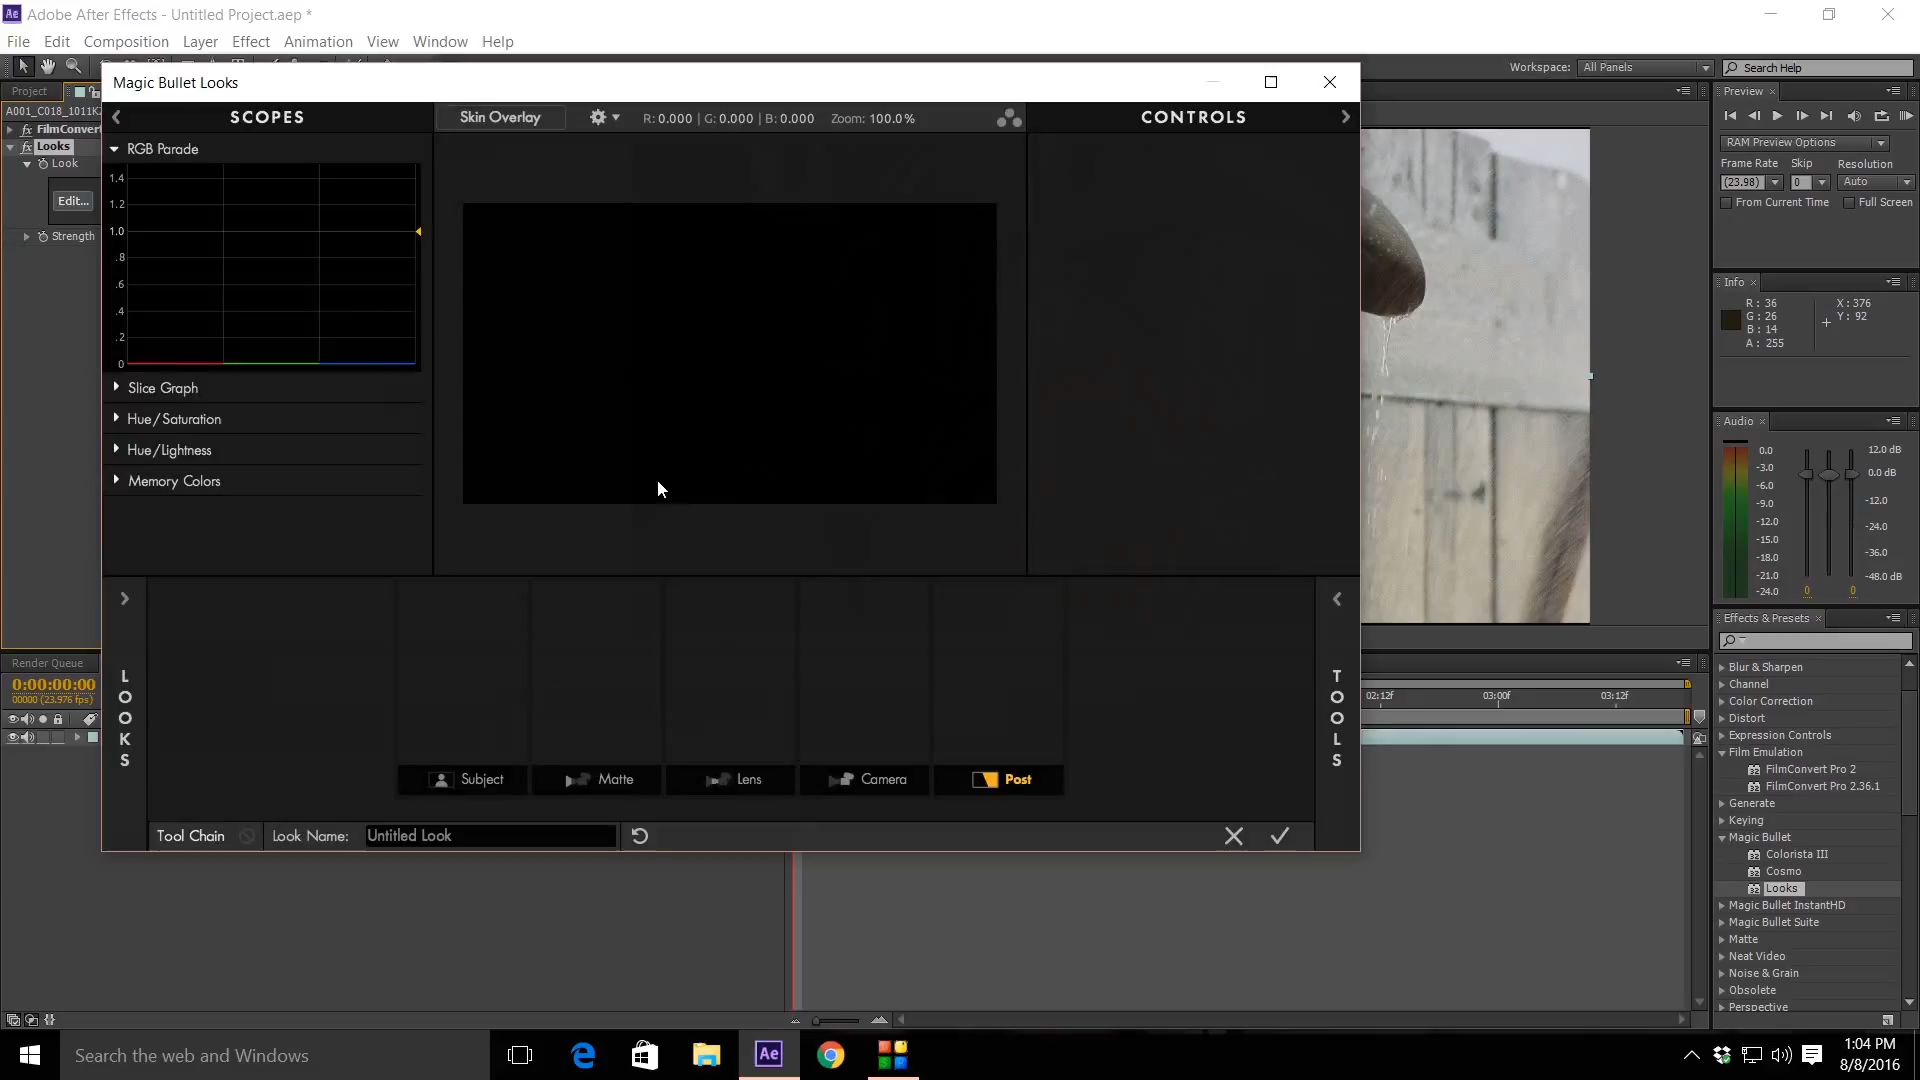 Adobe After Effects - Untitled Project.aep *
File Edit Composition Layer Effect Animation View Window Help
Workspace: All Panels
Search Help
Project
A001_C018_1011K
FilmConvert
Looks
Look
Edit...
Strength
Magic Bullet Looks
SCOPES
Skin Overlay
R: 0.000 | G: 0.000 | B: 0.000 Zoom: 100.0%
CONTROLS
RGB Parade
1.4
1.2
1.0
.8
.6
.4
.2
0
Slice Graph
Hue/Saturation
Hue/Lightness
Memory Colors
LOOKS
Subject
Matte
Lens
Camera
Post
TOOLS
Tool Chain
Look Name: Untitled Look
Preview
RAM Preview Options
Frame Rate Skip Resolution
(23.98) 0 Auto
From Current Time Full Screen
Info
R: 36
G: 26
B: 14
A: 255
X: 376
Y: 92
Audio
0.0
-3.0
-6.0
-9.0
-12.0
-15.0
-18.0
-21.0
-24.0
12.0 dB
0.0 dB
-12.0
-24.0
-36.0
-48.0 dB
0 0
Effects & Presets
Blur & Sharpen
Channel
Color Correction
Distort
Expression Controls
Film Emulation
FilmConvert Pro 2
FilmConvert Pro 2.36.1
Generate
Keying
Magic Bullet
Colorista III
Cosmo
Looks
Magic Bullet InstantHD
Magic Bullet Suite
Matte
Neat Video
Noise & Grain
Obsolete
Perspective
Render Queue
0:00:00:00
00000 (23.976 fps)
02:12f 03:00f 03:12f
Search the web and Windows
Ae
1:04 PM
8/8/2016